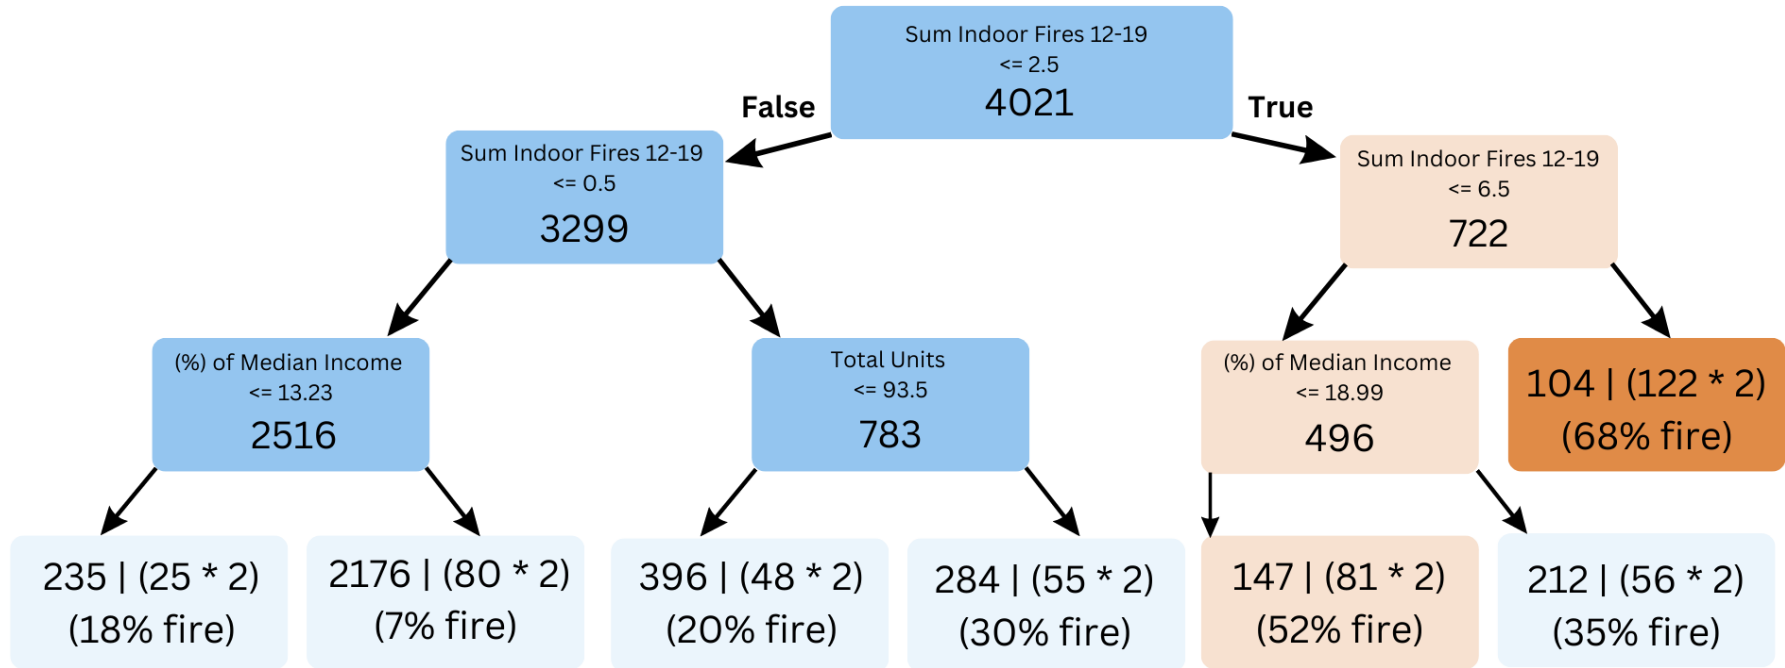 Sum Indoor Fires 12-19
<= 2.5
4021
False
True
Sum Indoor Fires 12-19
<= 0.5
3299
Sum Indoor Fires 12-19
<= 6.5
722
(%) of Median Income
<= 13.23
2516
Total Units
<= 93.5
783
(%) of Median Income
<= 18.99
496
104 | (122 * 2)
(68% fire)
235 | (25 * 2)
(18% fire)
2176 | (80 * 2)
(7% fire)
396 | (48 * 2)
(20% fire)
284 | (55 * 2)
(30% fire)
147 | (81 * 2)
(52% fire)
212 | (56 * 2)
(35% fire)